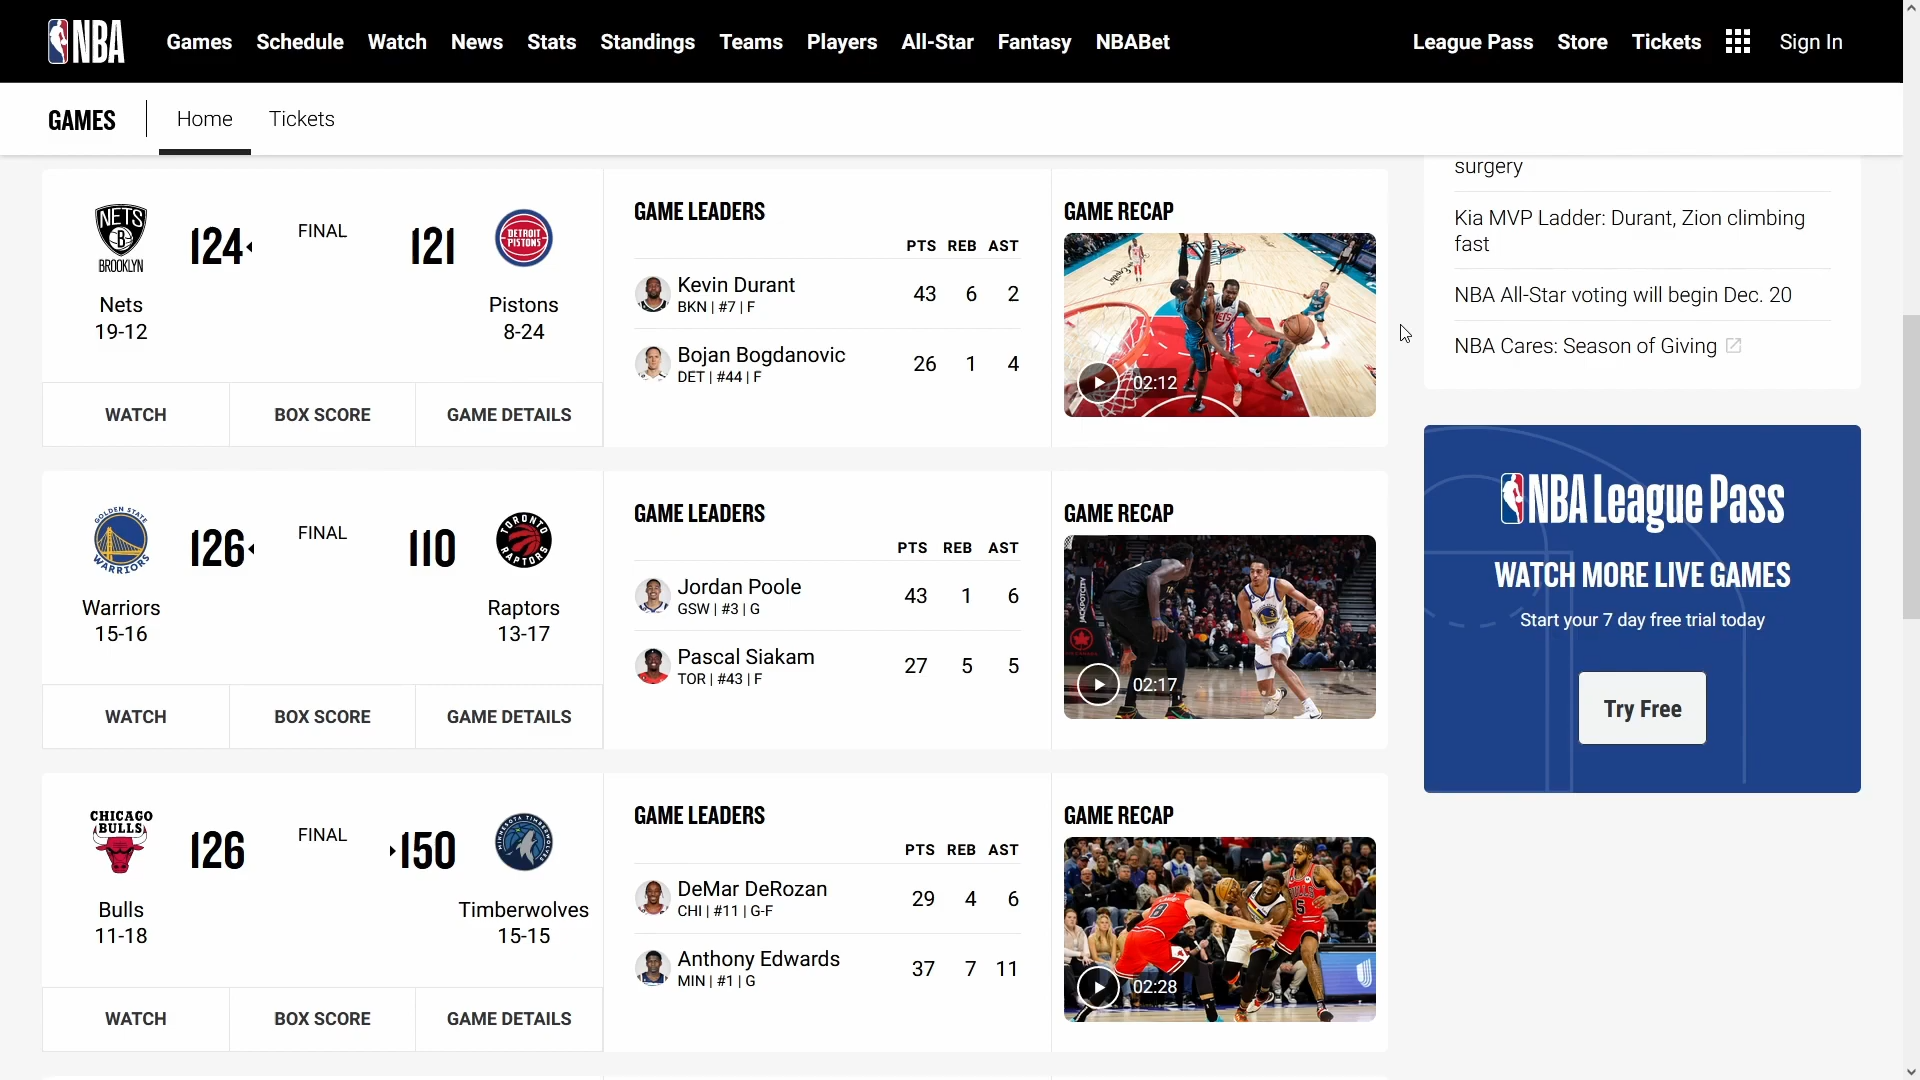 NBA
Games Schedule Watch News Stats Standings Teams Players All-Star Fantasy NBABet League Pass Store Tickets Sign In
GAMES Home Tickets
NETS
B
BROOKLYN
124
FINAL
121
DETROIT
PISTONS
Nets
19-12
Pistons
8-24
WATCH BOX SCORE GAME DETAILS
GAME LEADERS
PTS REB AST
Kevin Durant
BKN | #7 | F
43 6 2
Bojan Bogdanovic
DET | #44 | F
26 1 4
GAME RECAP
02:12
GOLDEN STATE
WARRIORS
126
FINAL
110
TORONTO
RAPTORS
Warriors
15-16
Raptors
13-17
WATCH BOX SCORE GAME DETAILS
GAME LEADERS
PTS REB AST
Jordan Poole
GSW | #3 | G
43 1 6
Pascal Siakam
TOR | #43 | F
27 5 5
GAME RECAP
JACKPOTCITY
02:17
CHICAGO
BULLS
126
FINAL
150
MINNESOTA
TIMBERWOLVES
Bulls
11-18
Timberwolves
15-15
WATCH BOX SCORE GAME DETAILS
GAME LEADERS
PTS REB AST
DeMar DeRozan
CHI | #11 | G-F
29 4 6
Anthony Edwards
MIN | #1 | G
37 7 11
GAME RECAP
8
BULLS
5
02:28
surgery
Kia MVP Ladder: Durant, Zion climbing
fast
NBA All-Star voting will begin Dec. 20
NBA Cares: Season of Giving
NBA League Pass
WATCH MORE LIVE GAMES
Start your 7 day free trial today
Try Free